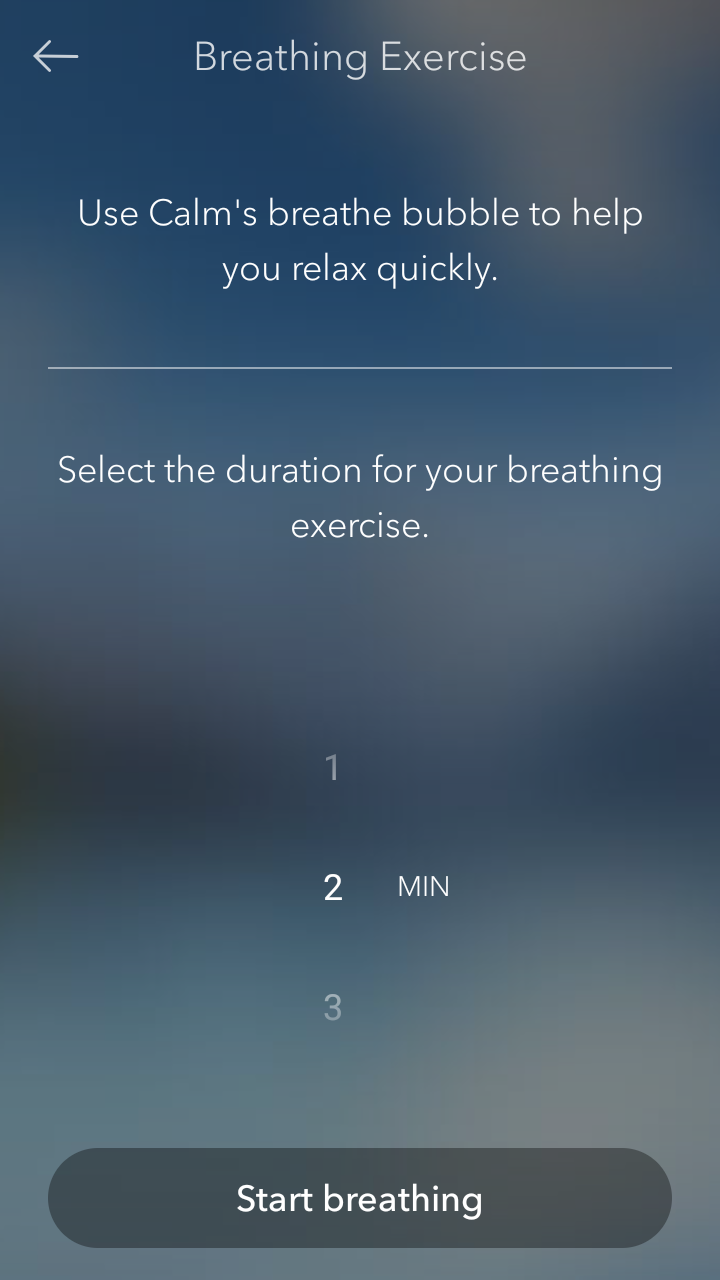 Breathing Exercise
Use Calm's breathe bubble to help
you relax quickly.
Select the duration for your breathing
exercise.
1
2 MIN
3
Start breathing